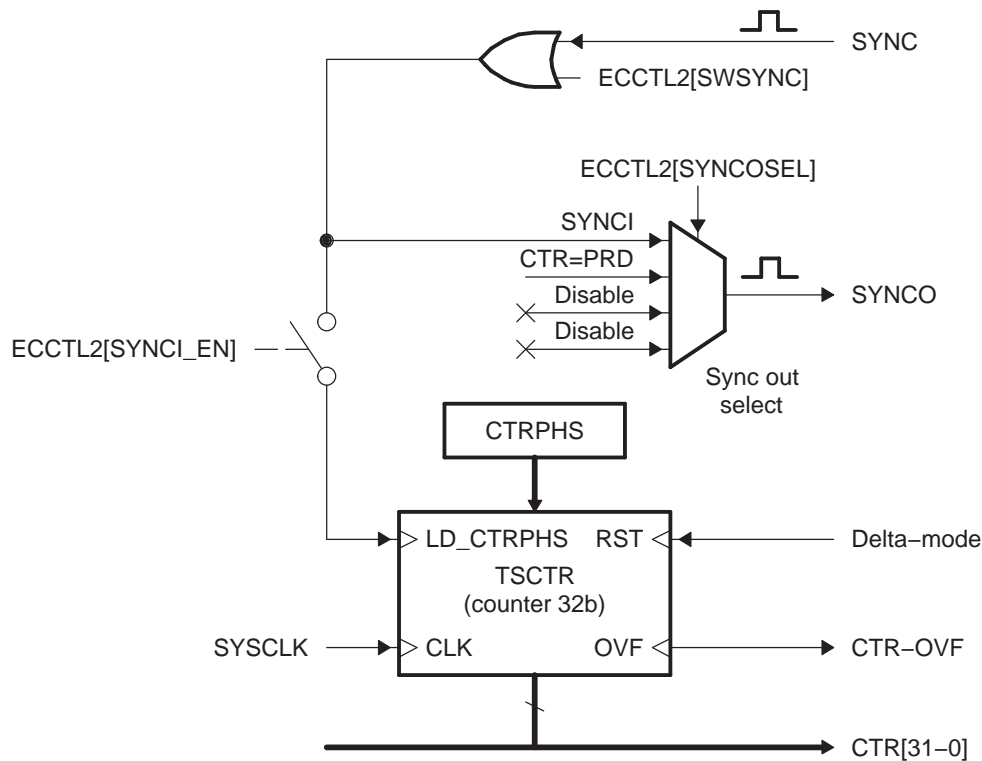 SYNC
ECCTL2[SWSYNC]
ECCTL2[SYNCOSEL]
SYNCI
CTR=PRD
Disable
Disable
SYNCO
ECCTL2[SYNCI_EN]
Sync out
select
CTRPHS
LD_CTRPHS
RST
Delta−mode
TSCTR
(counter 32b)
SYSCLK
CLK
OVF
CTR−OVF
CTR[31−0]